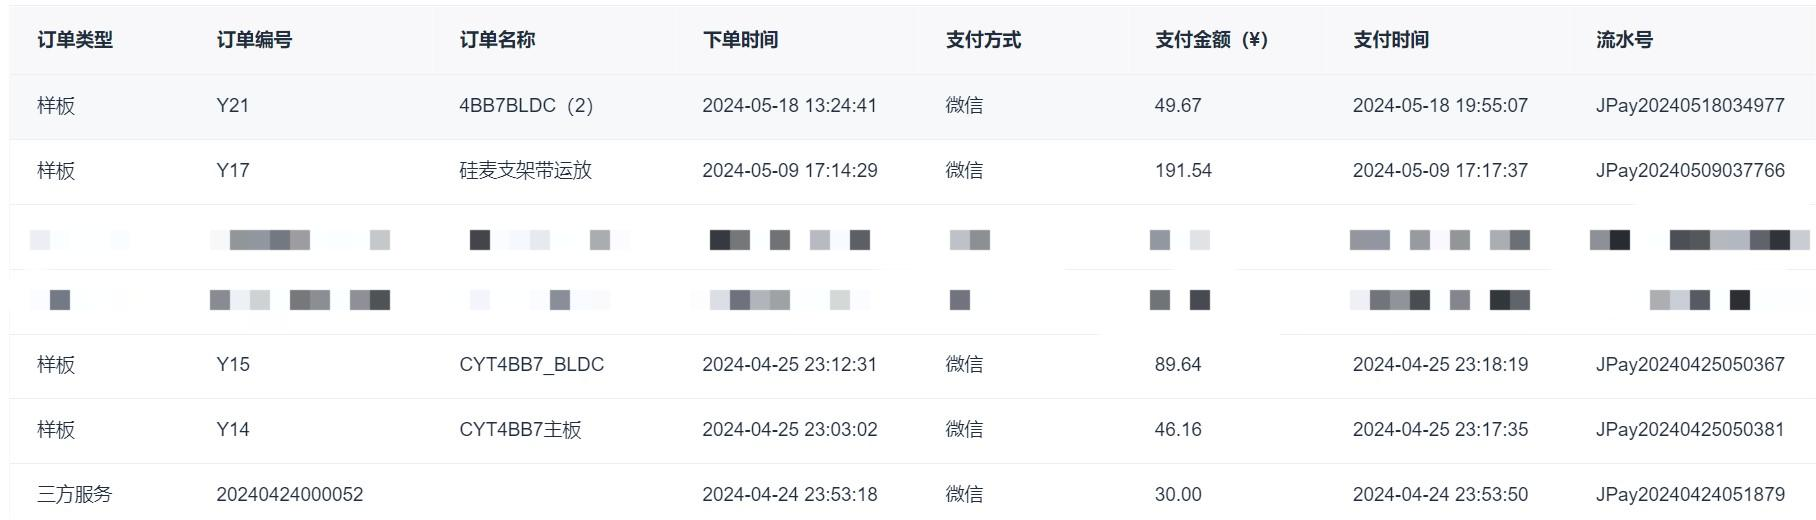 订单类型 订单编号 订单名称 下单时间 支付方式 支付金额（¥） 支付时间 流水号
样板 Y21 4BB7BLDC（2） 2024-05-18 13:24:41 微信 49.67 2024-05-18 19:55:07 JPay20240518034977
样板 Y17 硅麦支架带运放 2024-05-09 17:14:29 微信 191.54 2024-05-09 17:17:37 JPay20240509037766
样板 Y15 CYT4BB7_BLDC 2024-04-25 23:12:31 微信 89.64 2024-04-25 23:18:19 JPay20240425050367
样板 Y14 CYT4BB7主板 2024-04-25 23:03:02 微信 46.16 2024-04-25 23:17:35 JPay20240425050381
三方服务 20240424000052 2024-04-24 23:53:18 微信 30.00 2024-04-24 23:53:50 JPay20240424051879